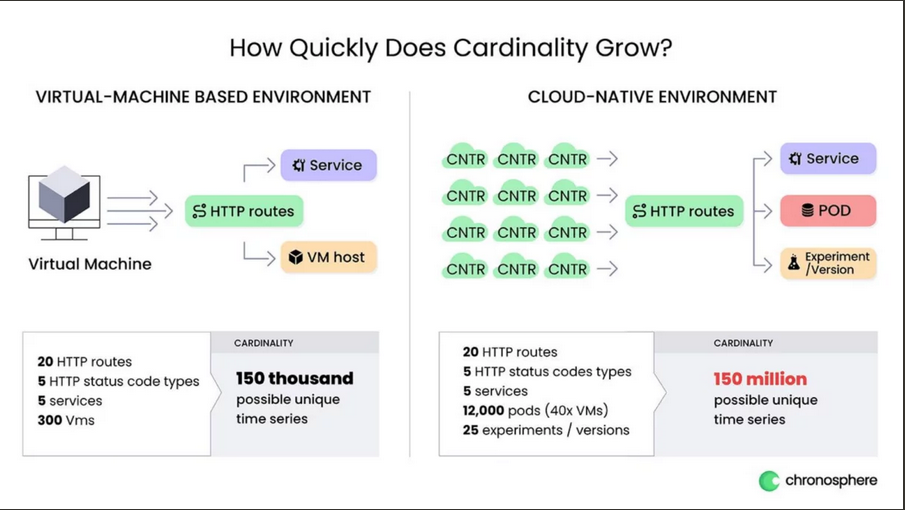 How Quickly Does Cardinality Grow?
VIRTUAL-MACHINE BASED ENVIRONMENT
Virtual Machine
HTTP routes
Service
VM host
20 HTTP routes
5 HTTP status code types
5 services
300 Vms
CARDINALITY
150 thousand
possible unique
time series
CLOUD-NATIVE ENVIRONMENT
CNTR CNTR CNTR
CNTR CNTR CNTR
CNTR CNTR CNTR
CNTR CNTR CNTR
HTTP routes
Service
POD
Experiment
/Version
20 HTTP routes
5 HTTP status codes types
5 services
12,000 pods (40x VMs)
25 experiments / versions
CARDINALITY
150 million
possible unique
time series
chronosphere